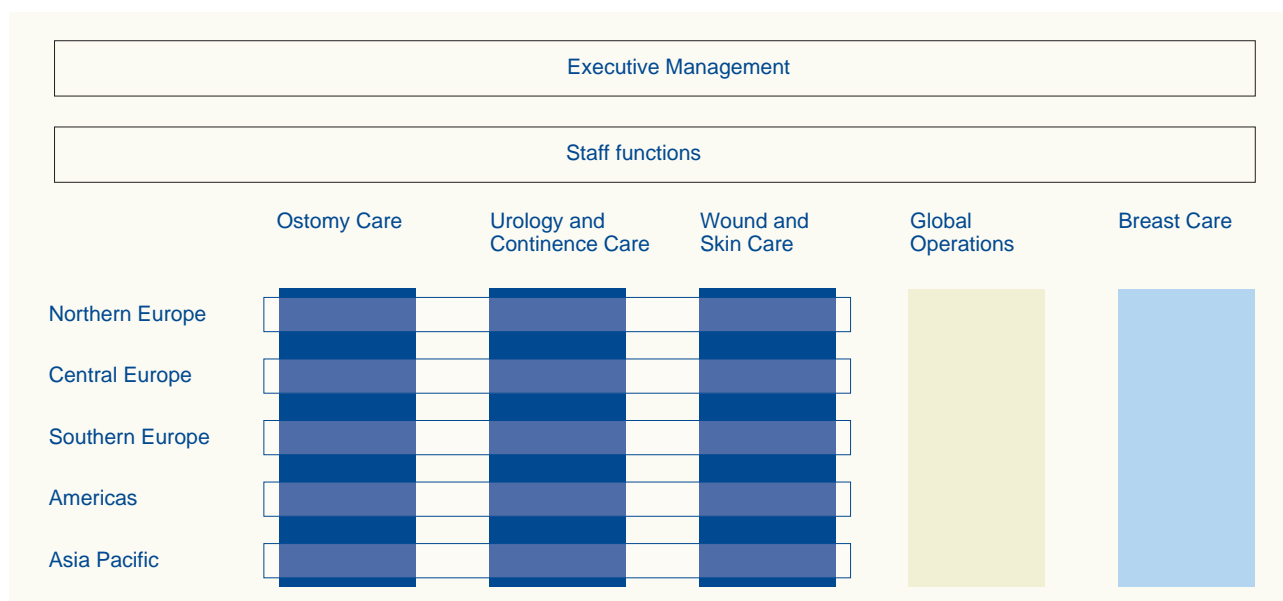 Executive Management
Staff functions
Ostomy Care
Urology and
Continence Care
Wound and
Skin Care
Global
Operations
Breast Care
Northern Europe
Central Europe
Southern Europe
Americas
Asia Pacific